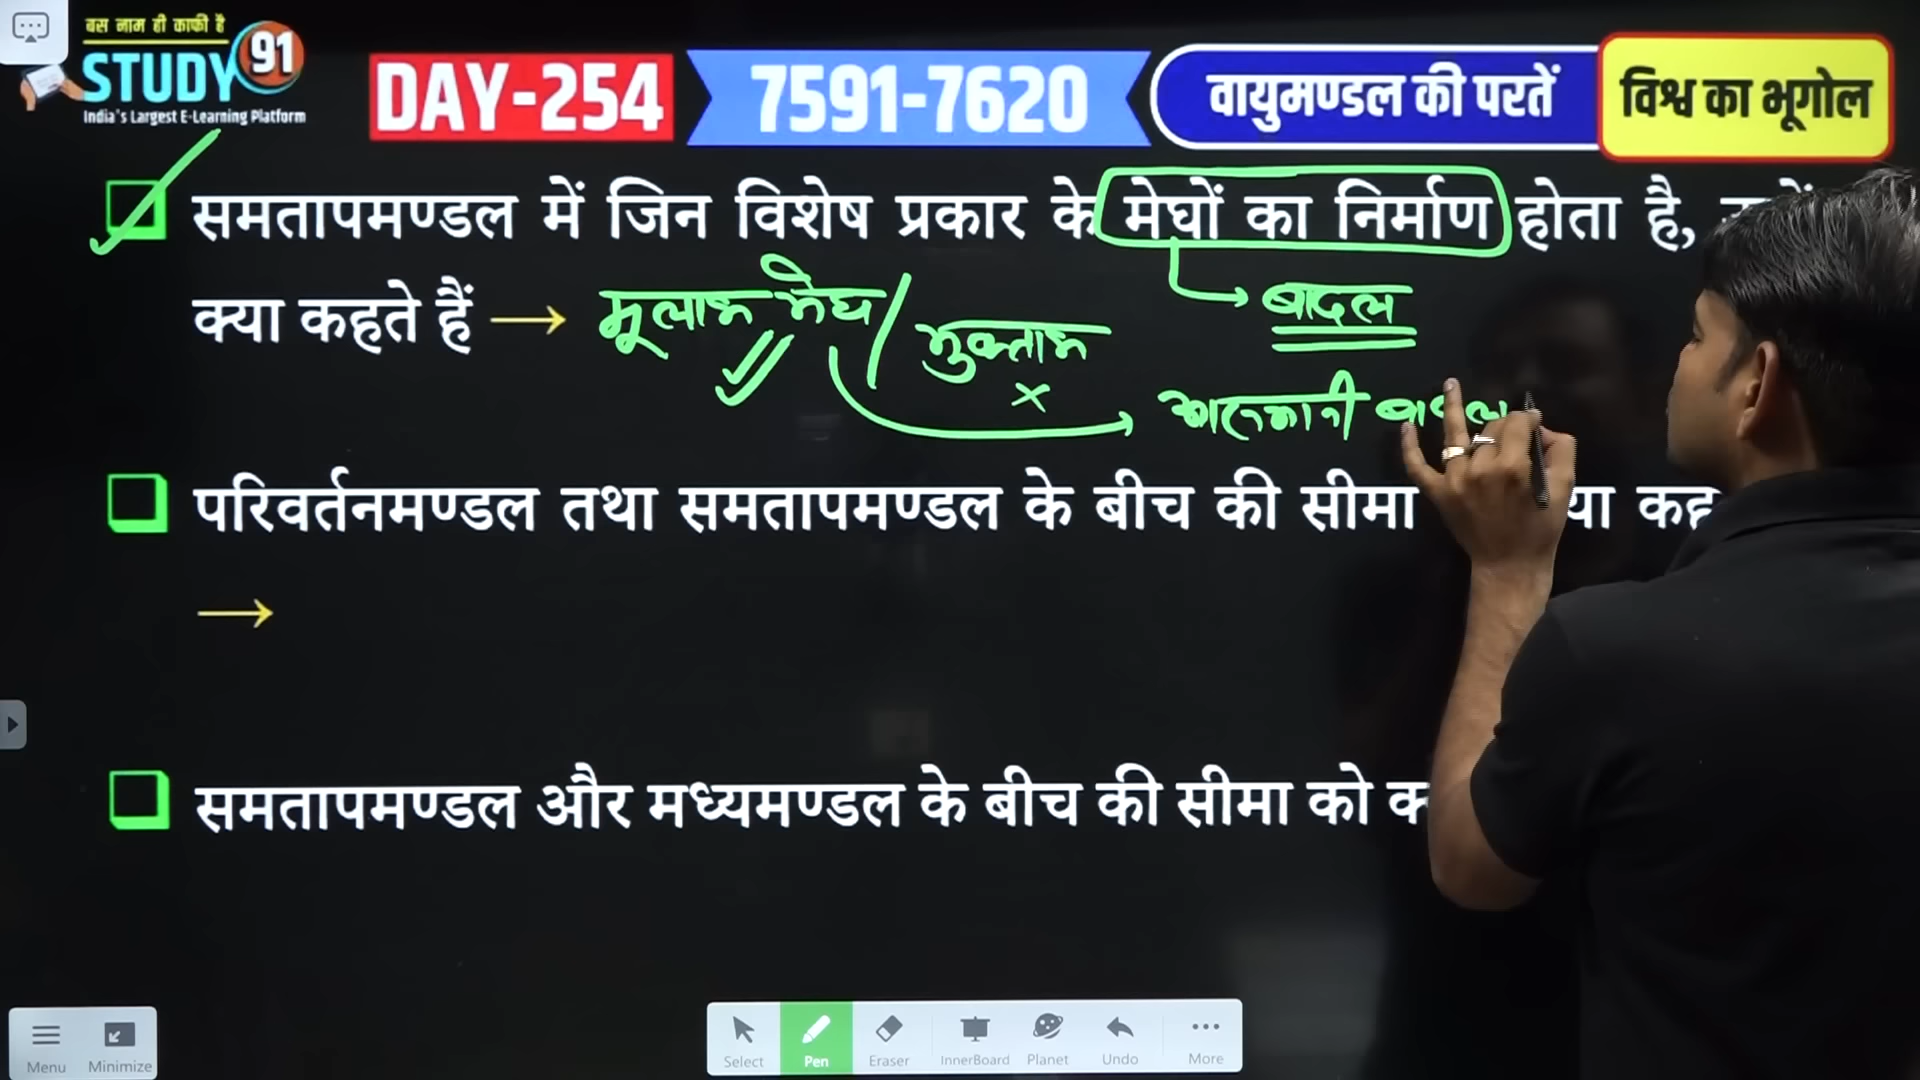 बस नाम ही काफी है
STUDY 91
India's Largest E-Learning Platform
DAY-254
7591-7620
वायुमण्डल की परतें
विश्व का भूगोल
समतापमण्डल में जिन विशेष प्रकार के मेघों का निर्माण होता है,
क्या कहते हैं → मूलाभ मेघ / मुक्ताभ
बादल
बादल
परिवर्तनमण्डल तथा समतापमण्डल के बीच की सीमा
→
समतापमण्डल और मध्यमण्डल के बीच की सीमा को
Menu Minimize Select Pen Eraser InnerBoard Planet Undo More